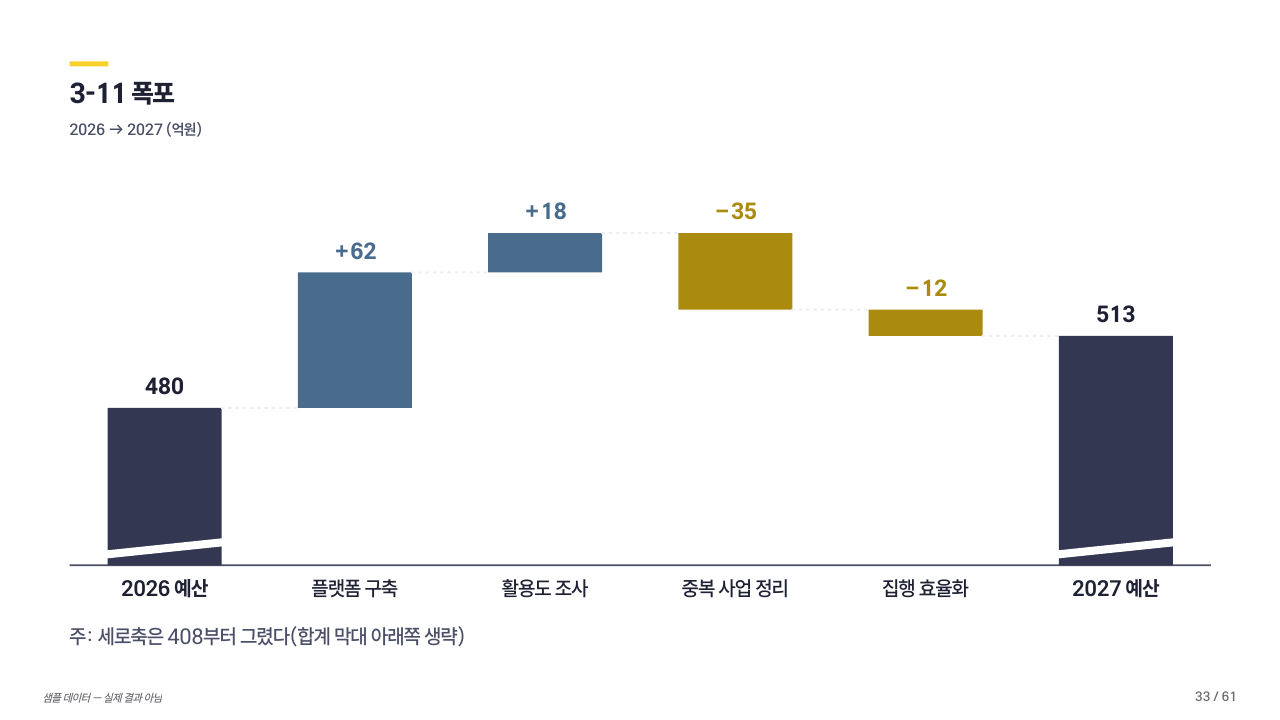 3-11 폭포
2026 → 2027 (억원)
+18
−35
+62
−12
513
480
2026 예산
플랫폼 구축
활용도 조사
중복 사업 정리
집행 효율화
2027 예산
주: 세로축은 408부터 그렸다(합계 막대 아래쪽 생략)
샘플 데이터 — 실제 결과 아님
33 / 61